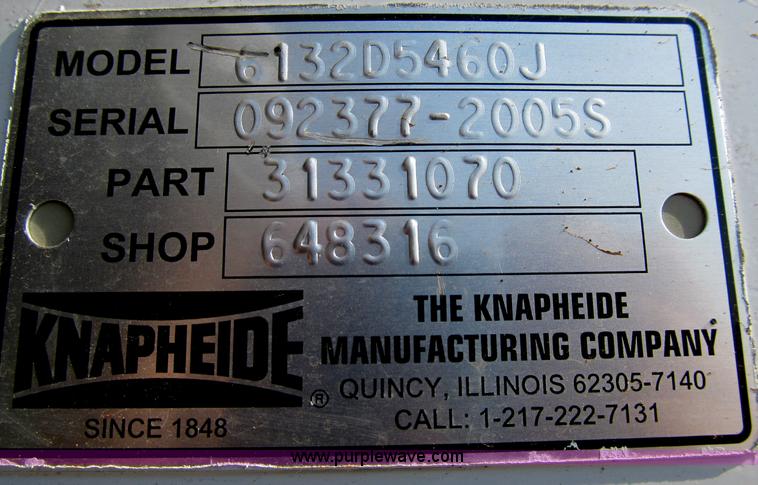 MODEL 6132D5460J
SERIAL 092377-2005S
PART 31331070
SHOP 648316
KNAPHEIDE ®
SINCE 1848
THE KNAPHEIDE
MANUFACTURING COMPANY
QUINCY, ILLINOIS 62305-7140
CALL: 1-217-222-7131
www.purplewave.com